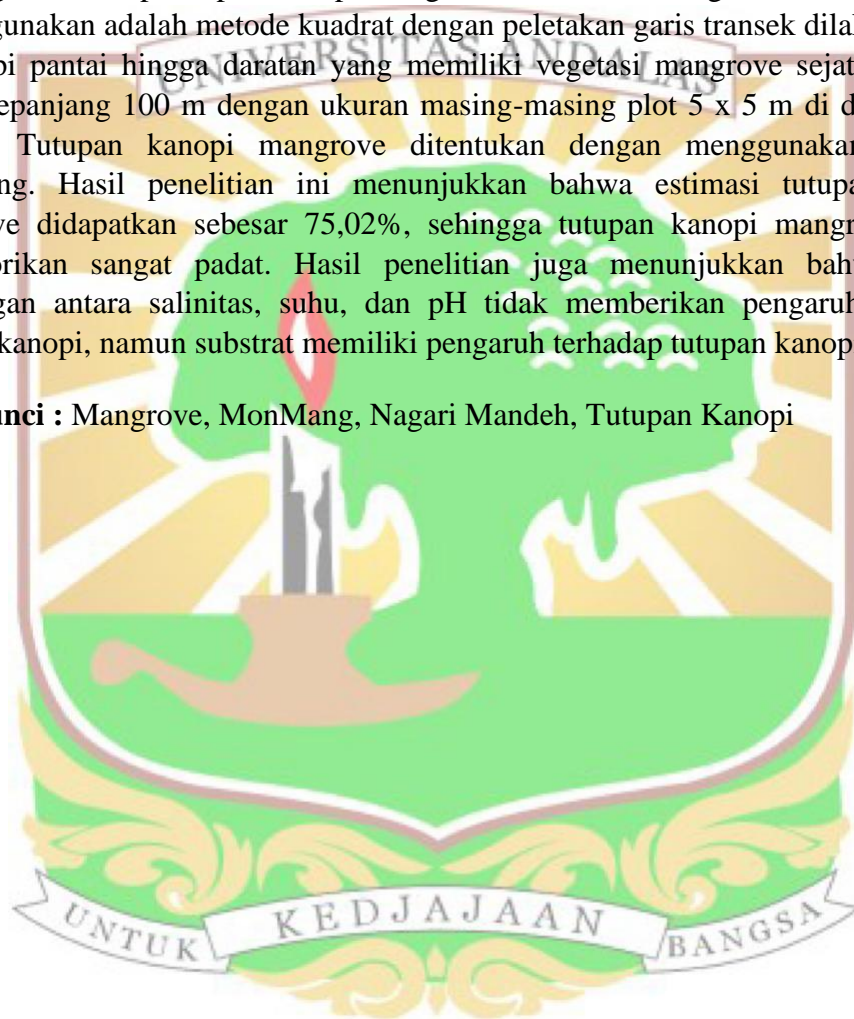 gunakan adalah metode kuadrat dengan peletakan garis transek dila
pi pantai hingga daratan yang memiliki vegetasi mangrove sejat
epanjang 100 m dengan ukuran masing-masing plot 5 x 5 m di d
Tutupan kanopi mangrove ditentukan dengan menggunakan
ng. Hasil penelitian ini menunjukkan bahwa estimasi tutupa
ve didapatkan sebesar 75,02%, sehingga tutupan kanopi mangr
orikan sangat padat. Hasil penelitian juga menunjukkan bah
gan antara salinitas, suhu, dan pH tidak memberikan pengaruh
kanopi, namun substrat memiliki pengaruh terhadap tutupan kanop
unci : Mangrove, MonMang, Nagari Mandeh, Tutupan Kanopi
UNIVERSITAS ANDALAS
UNTUK KEDJAJAAN BANGSA